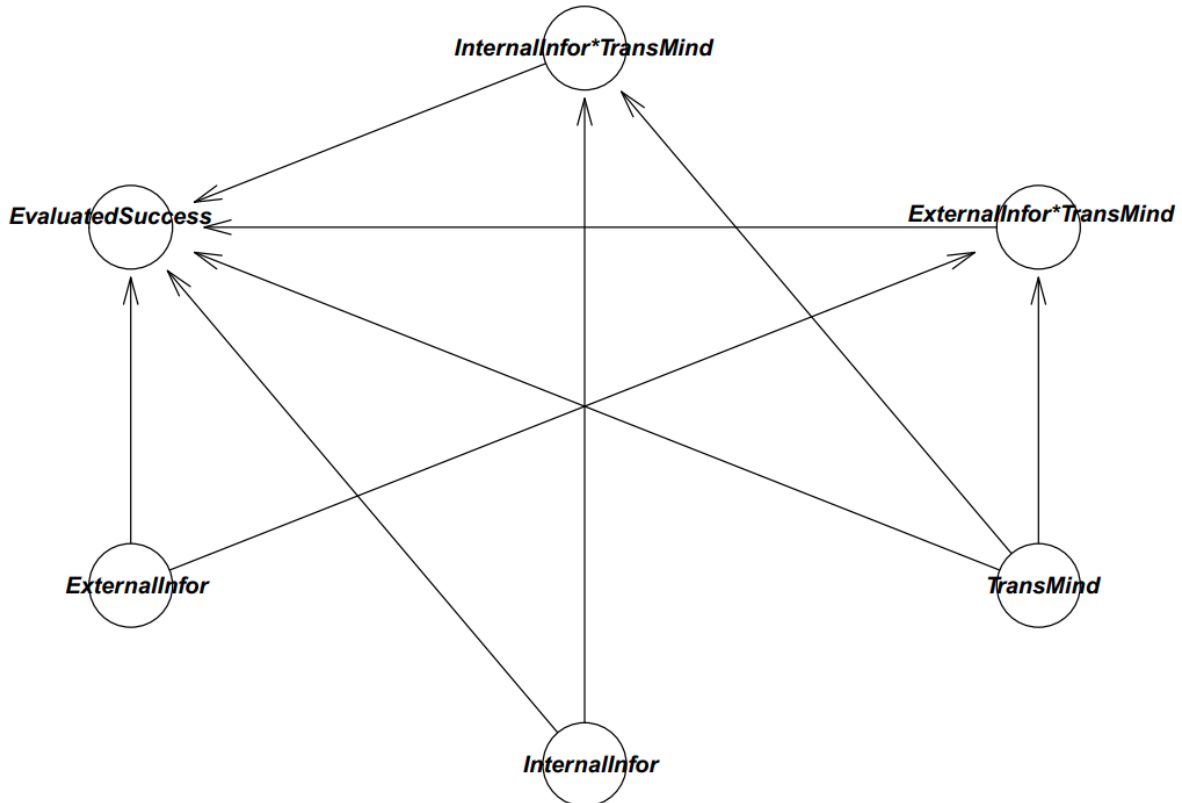 InternalInfor*TransMind
EvaluatedSuccess
ExternalInfor*TransMind
ExternalInfor
TransMind
InternalInfor